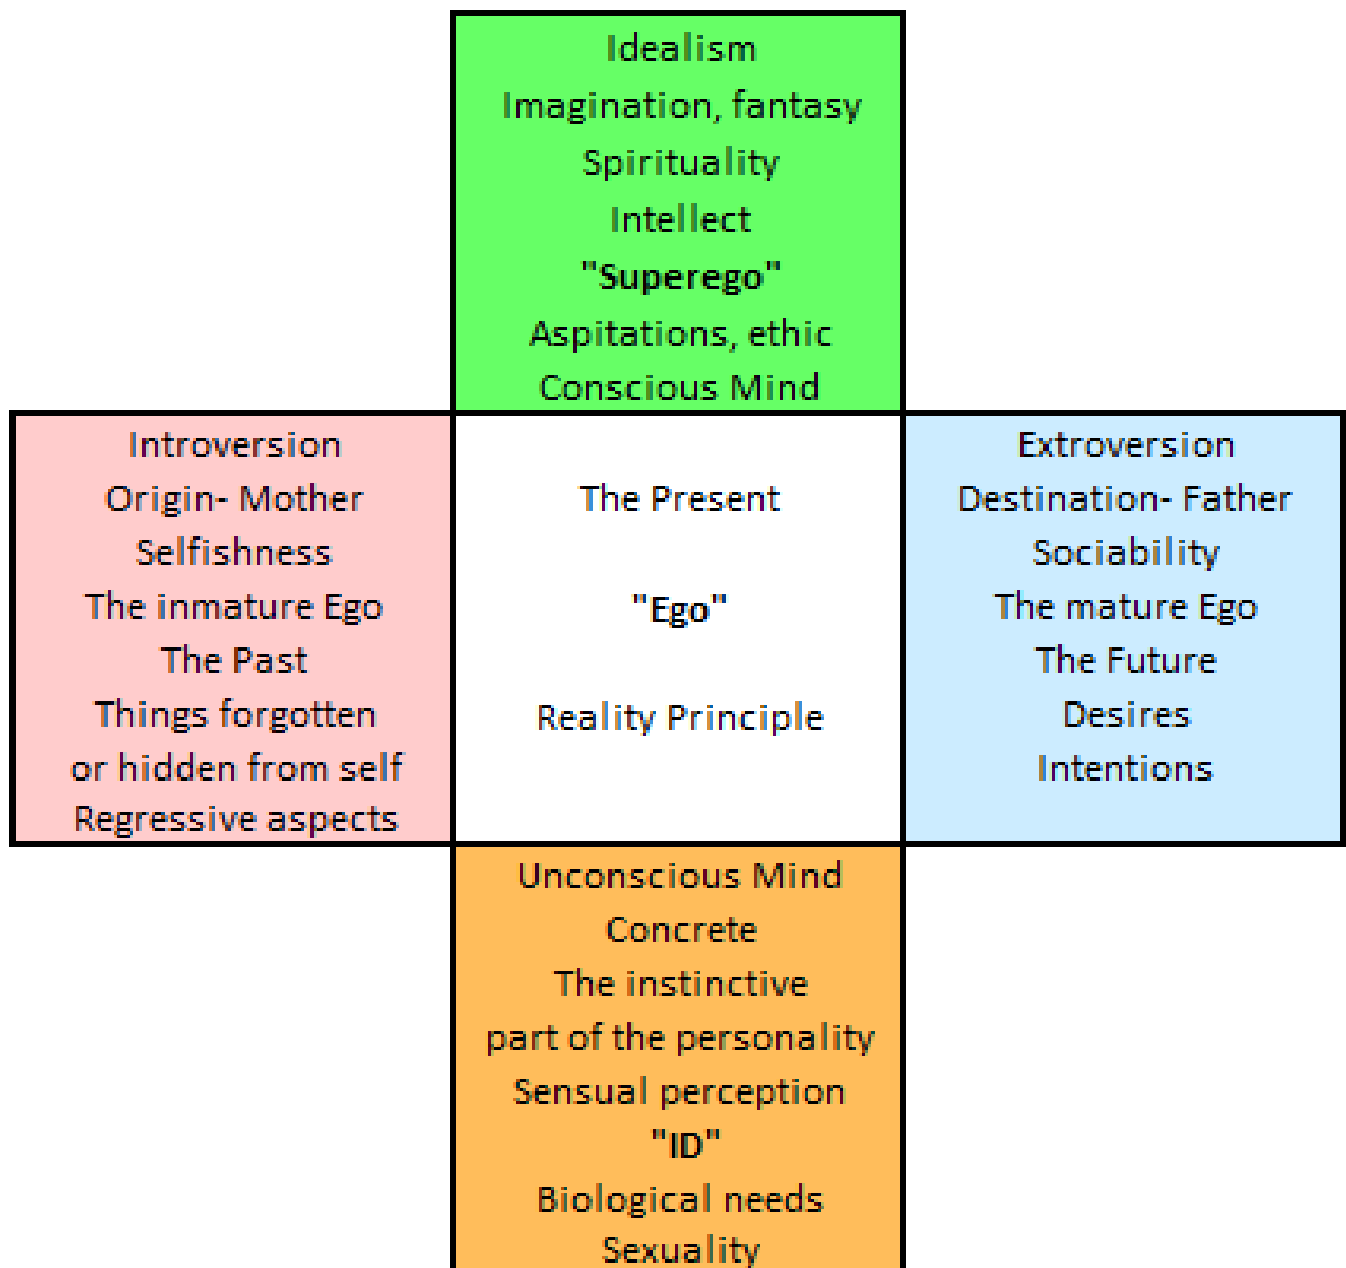 Idealism
Imagination, fantasy
Spirituality
Intellect
"Superego"
Aspitations, ethic
Conscious Mind
Introversion
Origin- Mother
Selfishness
The inmature Ego
The Past
Things forgotten
or hidden from self
Regressive aspects
The Present
"Ego"
Reality Principle
Extroversion
Destination- Father
Sociability
The mature Ego
The Future
Desires
Intentions
Unconscious Mind
Concrete
The instinctive
part of the personality
Sensual perception
"ID"
Biological needs
Sexuality